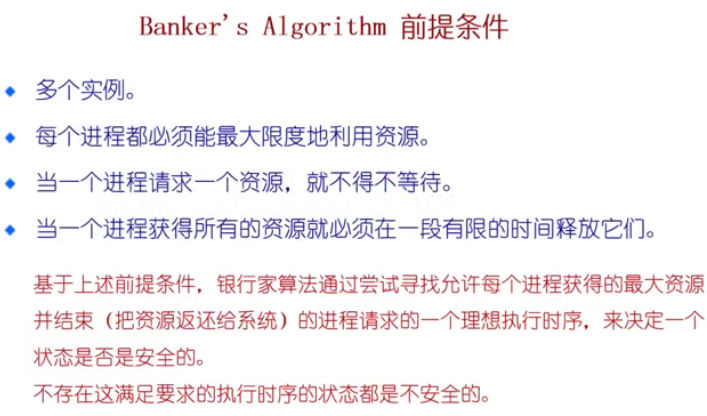 Banker's Algorithm 前提条件
多个实例。
每个进程都必须能最大限度地利用资源。
当一个进程请求一个资源，就不得不等待。
当一个进程获得所有的资源就必须在一段有限的时间释放它们。
基于上述前提条件，银行家算法通过尝试寻找允许每个进程获得的最大资源
并结束（把资源返还给系统）的进程请求的一个理想执行时序，来决定一个
状态是否是安全的。
不存在这满足要求的执行时序的状态都是不安全的。